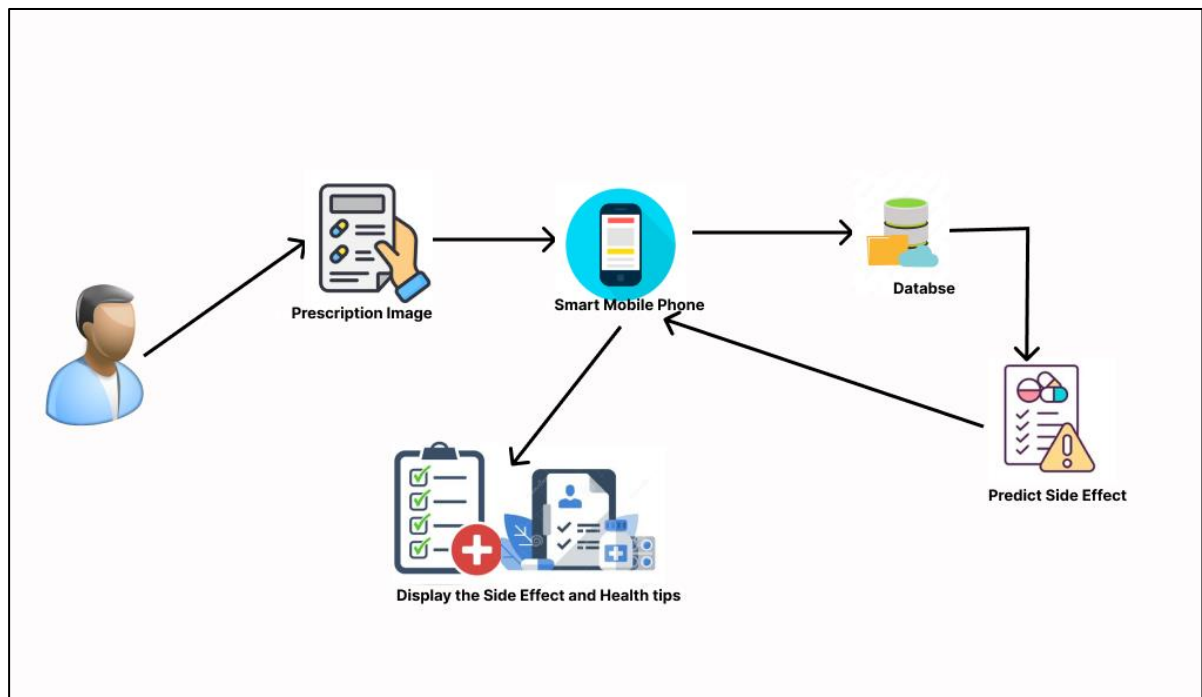 Prescription Image
Smart Mobile Phone
Databse
Predict Side Effect
Display the Side Effect and Health tips